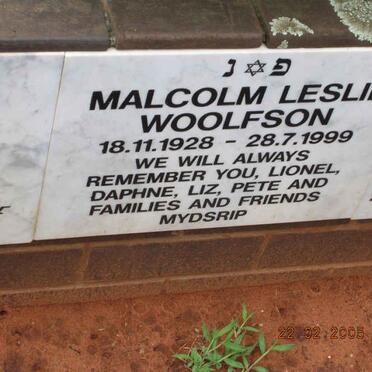 פ ✡ נ
MALCOLM LESLIE
WOOLFSON
18.11.1928 - 28.7.1999
WE WILL ALWAYS
REMEMBER YOU, LIONEL,
DAPHNE, LIZ, PETE AND
FAMILIES AND FRIENDS
MYDSRIP
22.02.2005